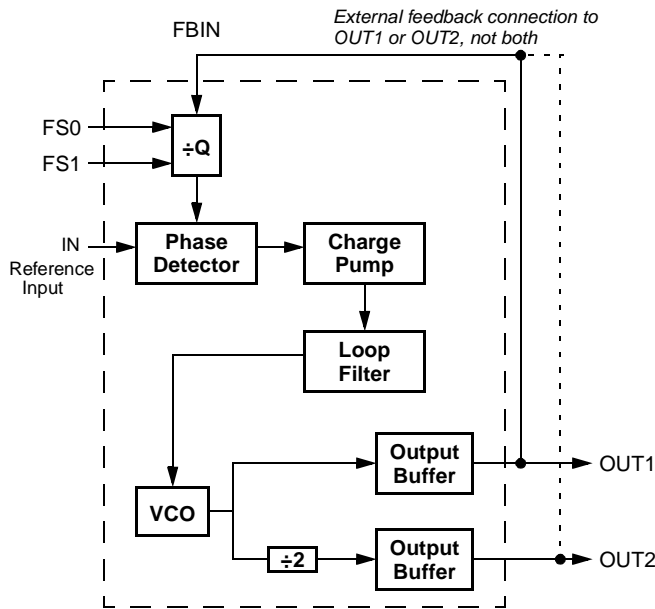 External feedback connection to
OUT1 or OUT2, not both
FBIN
FS0
FS1
÷Q
IN
Reference
Input
Phase
Detector
Charge
Pump
Loop
Filter
VCO
Output
Buffer
OUT1
÷2
Output
Buffer
OUT2